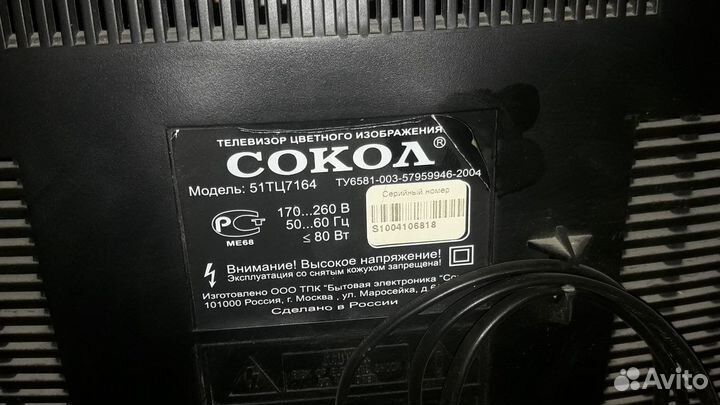 ТЕЛЕВИЗОР ЦВЕТНОГО ИЗОБРАЖЕНИЯ
СОКОЛ®
Модель: 51ТЦ7164 ТУ6581-003-57959946-2004
РСТ
МЕ68
170...260 В
50...60 Гц
≤ 80 Вт
Серийный номер
S1004106818
Внимание! Высокое напряжение!
Эксплуатация со снятым кожухом запрещена!
Изготовлено ООО ТПК "Бытовая электроника
101000 Россия, г. Москва , ул. Маросейка,
Сделано в России
Avito